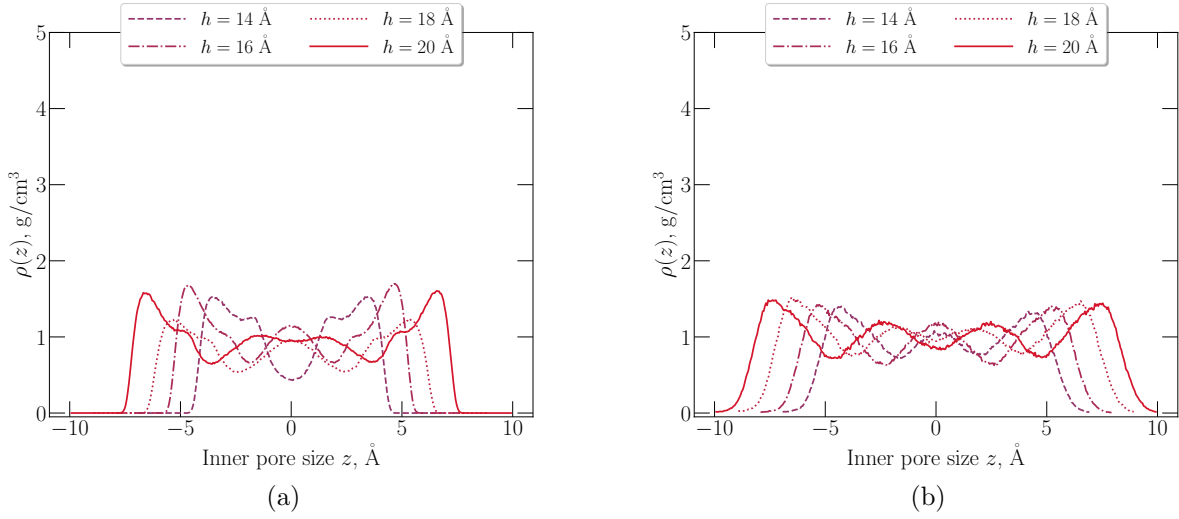 h = 14 Å h = 18 Å
h = 16 Å h = 20 Å
5
4
3
2
1
0
ρ(z), g/cm³
−10 −5 0 5 10
Inner pore size z, Å
(a)
h = 14 Å h = 18 Å
h = 16 Å h = 20 Å
5
4
3
2
1
0
ρ(z), g/cm³
−10 −5 0 5 10
Inner pore size z, Å
(b)